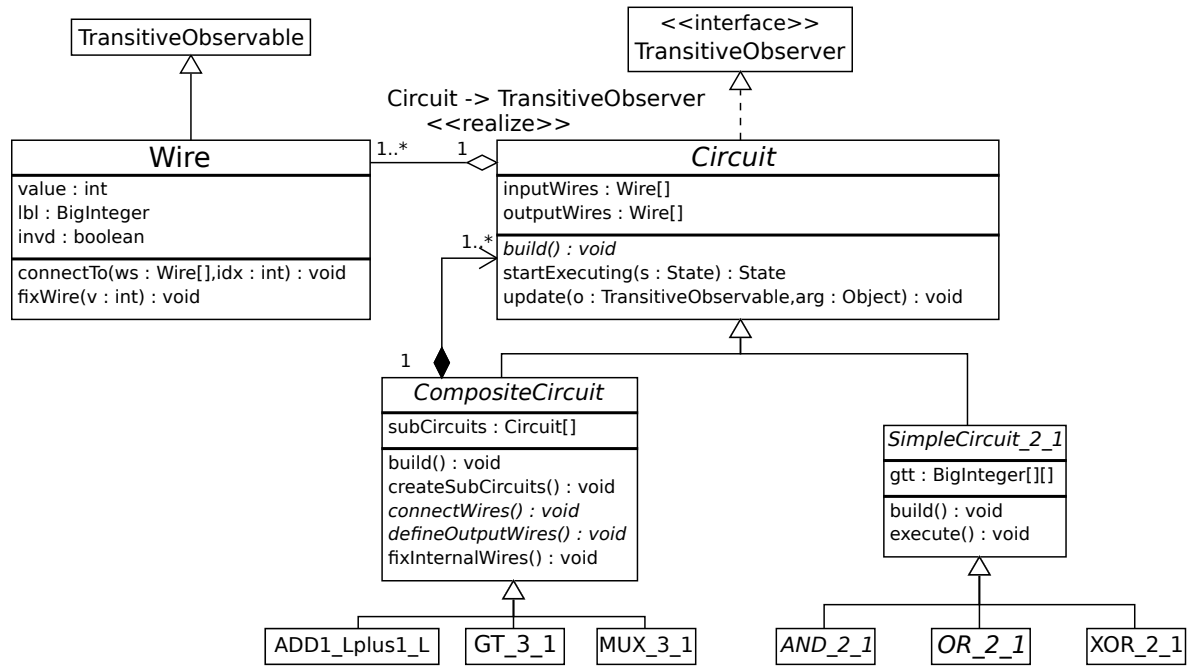 TransitiveObservable
<<interface>>
TransitiveObserver
Circuit -> TransitiveObserver
<<realize>>
Wire
value : int
lbl : BigInteger
invd : boolean
connectTo(ws : Wire[],idx : int) : void
fixWire(v : int) : void
1..*
1
Circuit
inputWires : Wire[]
outputWires : Wire[]
build() : void
startExecuting(s : State) : State
update(o : TransitiveObservable,arg : Object) : void
1..*
1
CompositeCircuit
subCircuits : Circuit[]
build() : void
createSubCircuits() : void
connectWires() : void
defineOutputWires() : void
fixInternalWires() : void
SimpleCircuit_2_1
gtt : BigInteger[][]
build() : void
execute() : void
ADD1_Lplus1_L
GT_3_1
MUX_3_1
AND_2_1
OR_2_1
XOR_2_1